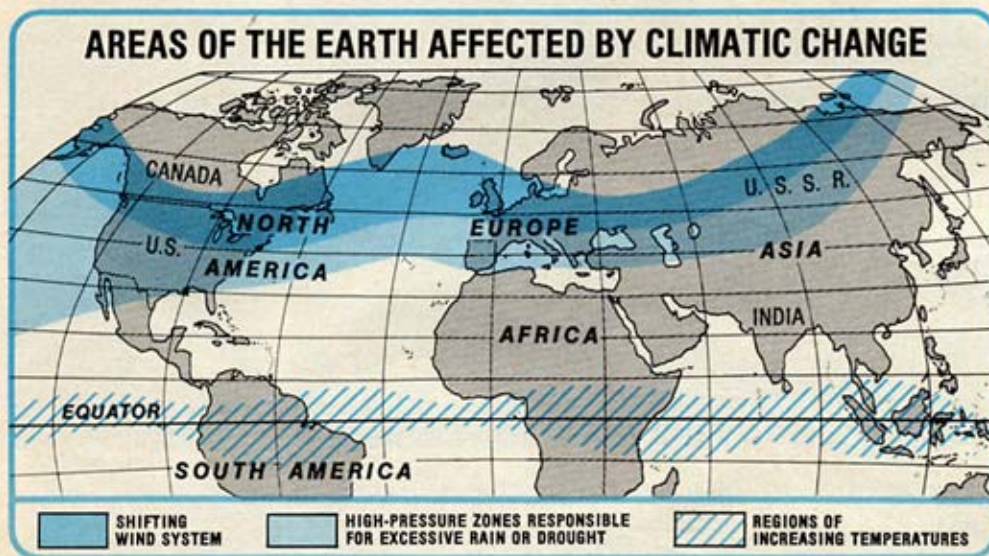 AREAS OF THE EARTH AFFECTED BY CLIMATIC CHANGE
CANADA
U. S. S. R.
NORTH
EUROPE
U.S.
AMERICA
ASIA
AFRICA
INDIA
EQUATOR
SOUTH AMERICA
SHIFTING
WIND SYSTEM
HIGH-PRESSURE ZONES RESPONSIBLE
FOR EXCESSIVE RAIN OR DROUGHT
REGIONS OF
INCREASING TEMPERATURES